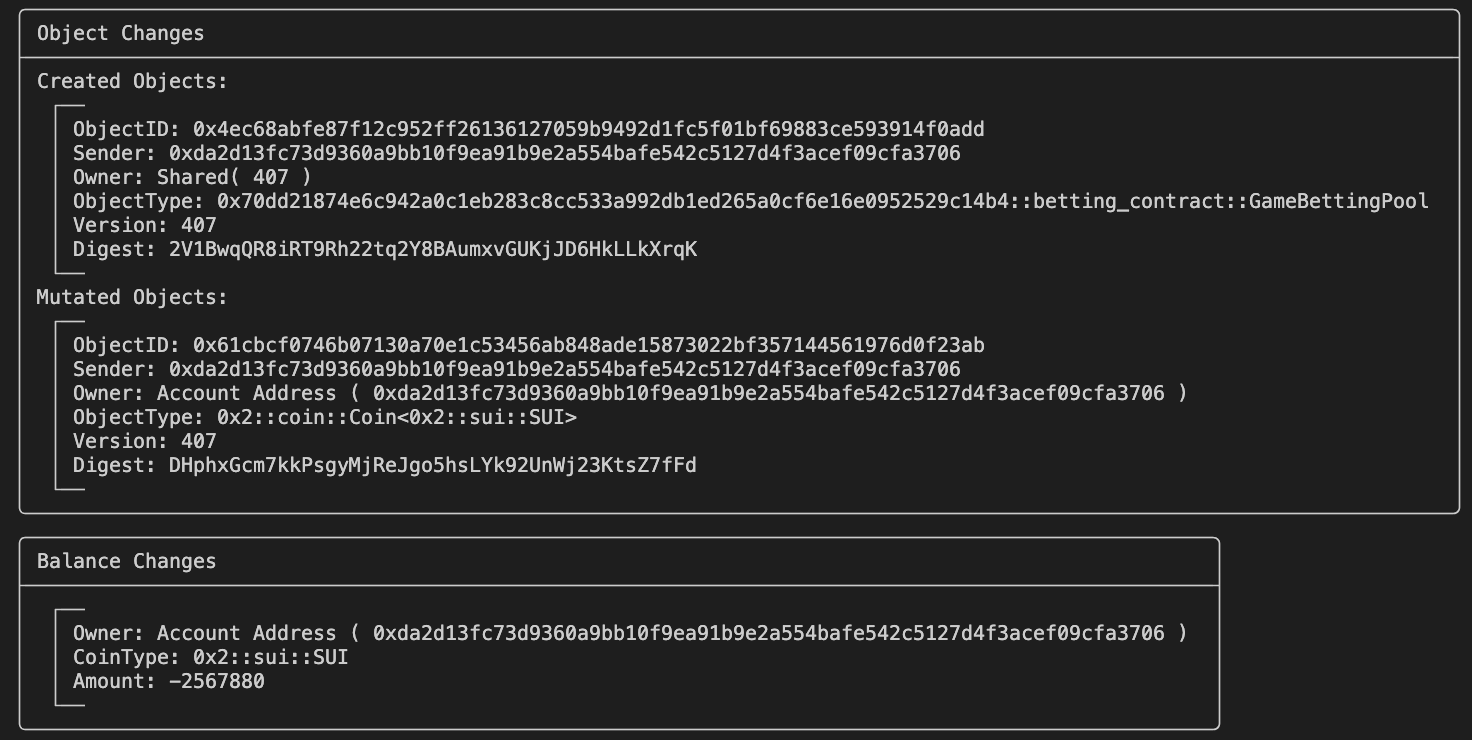 Object Changes
Created Objects:
ObjectID: 0x4ec68abfe87f12c952ff26136127059b9492d1fc5f01bf69883ce593914f0add
Sender: 0xda2d13fc73d9360a9bb10f9ea91b9e2a554bafe542c5127d4f3acef09cfa3706
Owner: Shared( 407 )
ObjectType: 0x70dd21874e6c942a0c1eb283c8cc533a992db1ed265a0cf6e16e0952529c14b4::betting_contract::GameBettingPool
Version: 407
Digest: 2V1BwqQR8iRT9Rh22tq2Y8BAumxvGUKjJD6HkLLkXrqK
Mutated Objects:
ObjectID: 0x61cbcf0746b07130a70e1c53456ab848ade15873022bf357144561976d0f23ab
Sender: 0xda2d13fc73d9360a9bb10f9ea91b9e2a554bafe542c5127d4f3acef09cfa3706
Owner: Account Address ( 0xda2d13fc73d9360a9bb10f9ea91b9e2a554bafe542c5127d4f3acef09cfa3706 )
ObjectType: 0x2::coin::Coin<0x2::sui::SUI>
Version: 407
Digest: DHphxGcm7kkPsgyMjReJgo5hsLYk92UnWj23KtsZ7fFd
Balance Changes
Owner: Account Address ( 0xda2d13fc73d9360a9bb10f9ea91b9e2a554bafe542c5127d4f3acef09cfa3706 )
CoinType: 0x2::sui::SUI
Amount: -2567880